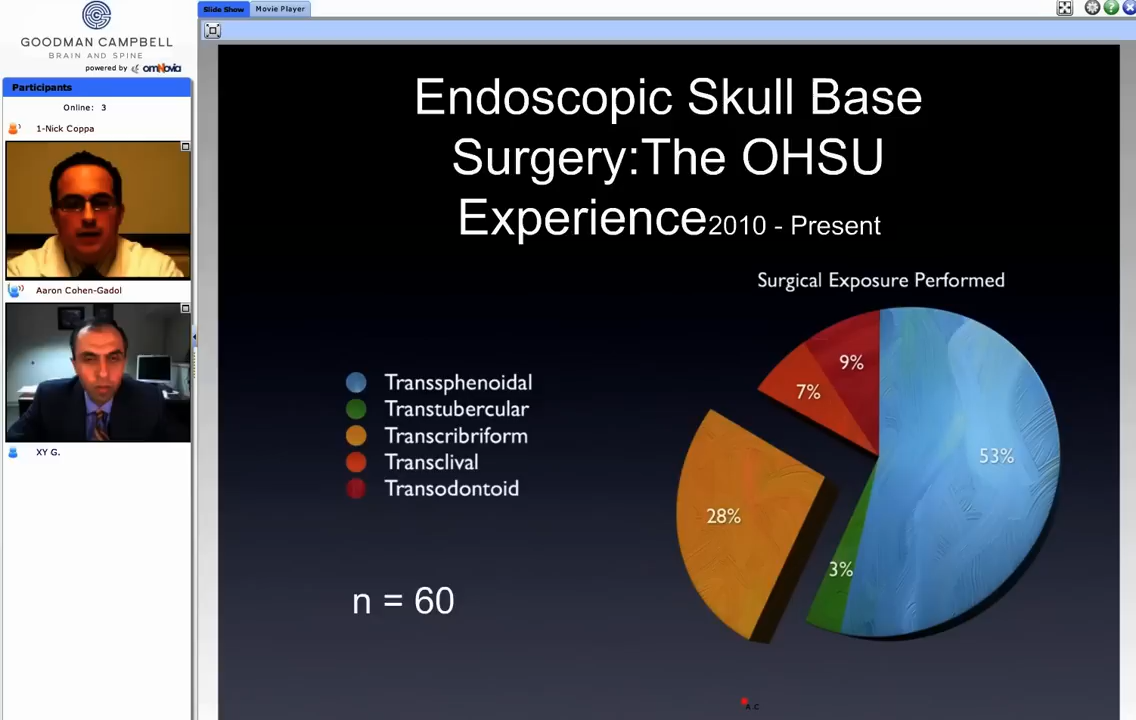 GOODMAN CAMPBELL
BRAIN AND SPINE
powered by omNovia
Participants
Online: 3
1-Nick Coppa
Aaron Cohen-Gadol
XY G.
Slide Show
Movie Player
Endoscopic Skull Base
Surgery:The OHSU
Experience2010 - Present
Surgical Exposure Performed
Transsphenoidal
Transtubercular
Transcribriform
Transclival
Transodontoid
n = 60
9%
7%
53%
28%
3%
A C